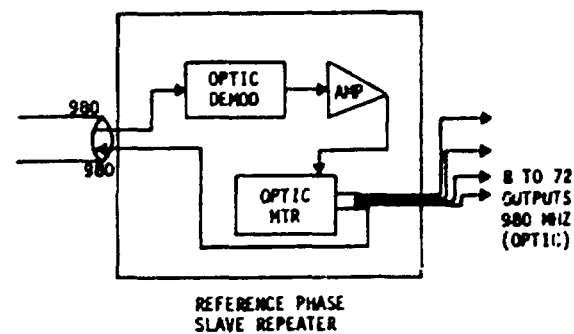 OPTIC
DEMOD
AMP
980
980
OPTIC
MTR
8 TO 72
OUTPUTS
980 MHZ
(OPTIC)
REFERENCE PHASE
SLAVE REPEATER